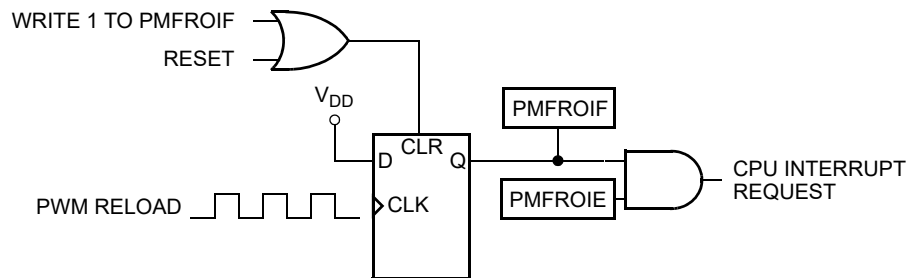 WRITE 1 TO PMFROIF
RESET
VDD
PMFROIF
D
CLR
Q
CPU INTERRUPT
REQUEST
PMFROIE
PWM RELOAD
CLK